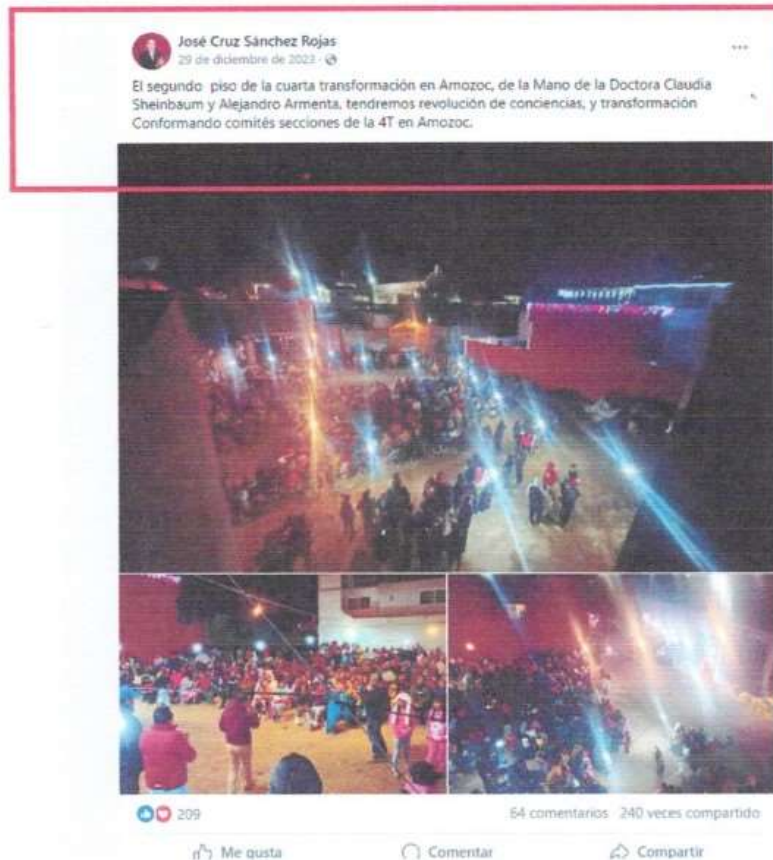 José Cruz Sánchez Rojas
29 de diciembre de 2023 ·
El segundo piso de la cuarta transformación en Amozoc, de la Mano de la Doctora Claudia
Sheinbaum y Alejandro Armenta, tendremos revolución de conciencias, y transformación
Conformando comités secciones de la 4T en Amozoc.
209
64 comentarios 240 veces compartido
Me gusta
Comentar
Compartir